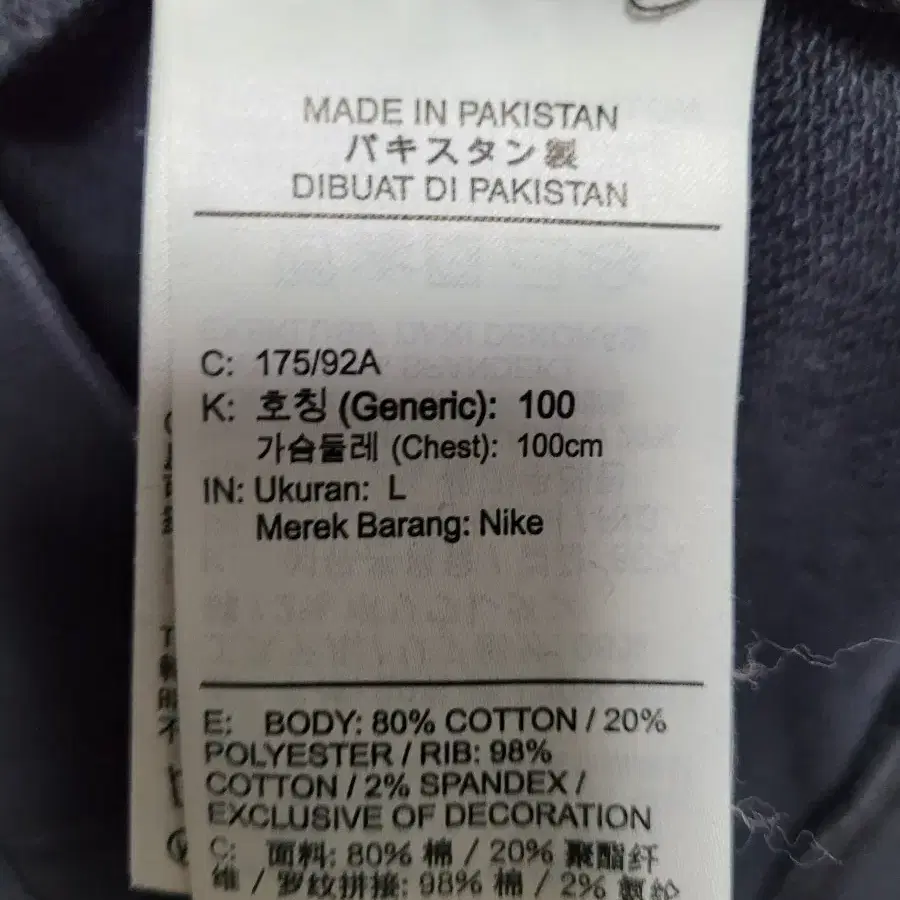 MADE IN PAKISTAN
パキスタン製
DIBUAT DI PAKISTAN
C: 175/92A
K: 호칭 (Generic): 100
가슴둘레 (Chest): 100cm
IN: Ukuran: L
Merek Barang: Nike
E: BODY: 80% COTTON / 20%
POLYESTER / RIB: 98%
COTTON / 2% SPANDEX /
EXCLUSIVE OF DECORATION
C: 面料: 80% 棉 / 20% 聚酯纤
维 / 罗纹拼接: 98% 棉 / 2% 氨纶